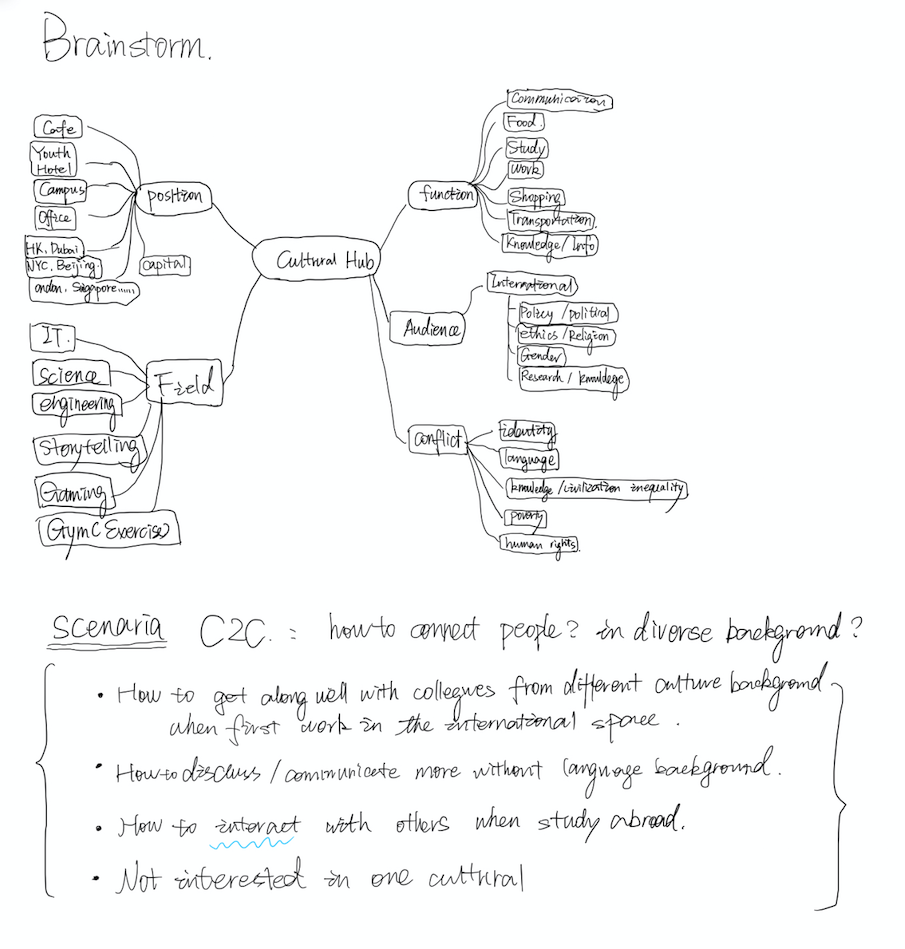 Brainstorm.
Cafe
Youth
Hotel
Campus
Office
HK. Dubai
NYC. Beijing.
ondon. Singapore......
position
capital
IT.
Science
engineering
Storytelling
Gaming
Gym (Exercise)
Field
Cultural Hub
function
Communication
Food.
Study
Work
Shopping
Transportation.
Knowledge/Info
Audience
International
Policy / political
ethics / Religion
Gender
Research / knowldege
Conflict
identity
language
knowledge / civilization inequality
poverty
human rights.
Scenaria C2C. : how to connect people? in diverse background?
• How to get along well with collegues from different culture background
when first work in the international space.
• How to discuss / communicate more without language background.
• How to interact with others when study abroad.
• Not interested in one cultural